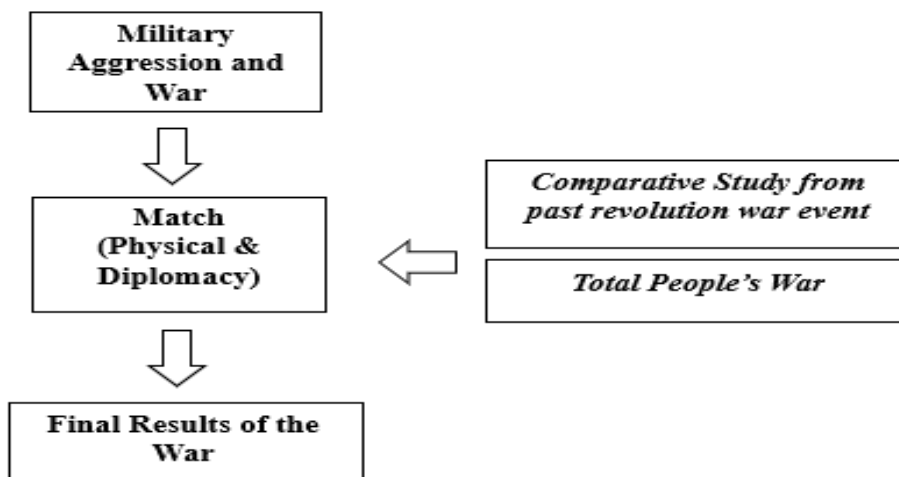 Military
Aggression and
War
Comparative Study from
past revolution war event
Match
(Physical &
Diplomacy)
Total People's War
Final Results of the
War